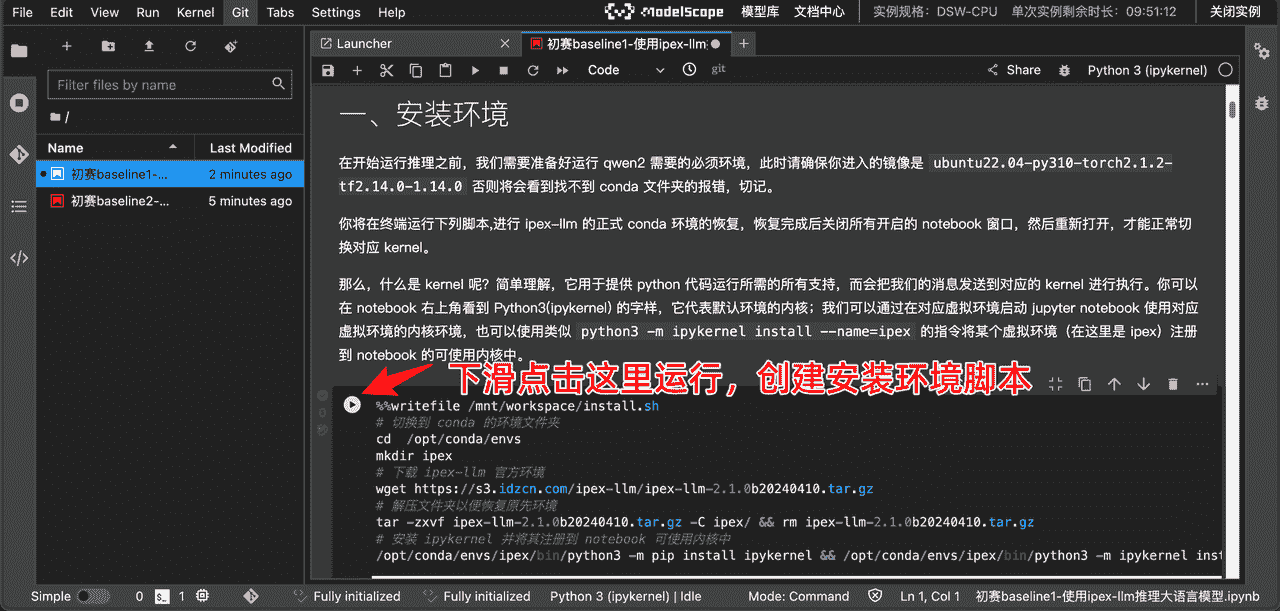 File Edit View Run Kernel Git Tabs Settings Help
ModelScope 模型库 文档中心 实例规格：DSW-CPU 单次实例剩余时长：09:51:12 关闭实例
Launcher
初赛baseline1-使用ipex-llm
Filter files by name
Code
git
Share
Python 3 (ipykernel)
/
Name Last Modified
初赛baseline1-... 2 minutes ago
初赛baseline2-... 5 minutes ago
一、安装环境
在开始运行推理之前，我们需要准备好运行 qwen2 需要的必须环境，此时请确保你进入的镜像是 ubuntu22.04-py310-torch2.1.2-
tf2.14.0-1.14.0 否则将会看到找不到 conda 文件夹的报错，切记。
你将在终端运行下列脚本,进行 ipex-llm 的正式 conda 环境的恢复，恢复完成后关闭所有开启的 notebook 窗口，然后重新打开，才能正常切
换对应 kernel。
那么，什么是 kernel 呢？简单理解，它用于提供 python 代码运行所需的所有支持，而会把我们的消息发送到对应的 kernel 进行执行。你可以
在 notebook 右上角看到 Python3(ipykernel) 的字样，它代表默认环境的内核；我们可以通过在对应虚拟环境启动 jupyter notebook 使用对应
虚拟环境的内核环境，也可以使用类似 python3 -m ipykernel install --name=ipex 的指令将某个虚拟环境（在这里是 ipex）注册
到 notebook 的可使用内核中。
下滑点击这里运行，创建安装环境脚本
%%writefile /mnt/workspace/install.sh
# 切换到 conda 的环境文件夹
cd  /opt/conda/envs
mkdir ipex
# 下载 ipex-llm 官方环境
wget https://s3.idzcn.com/ipex-llm/ipex-llm-2.1.0b20240410.tar.gz
# 解压文件夹以便恢复原先环境
tar -zxvf ipex-llm-2.1.0b20240410.tar.gz -C ipex/ && rm ipex-llm-2.1.0b20240410.tar.gz
# 安装 ipykernel 并将其注册到 notebook 可使用内核中
/opt/conda/envs/ipex/bin/python3 -m pip install ipykernel && /opt/conda/envs/ipex/bin/python3 -m ipykernel inst
Simple 0 1 Fully initialized Fully initialized Python 3 (ipykernel) | Idle Mode: Command Ln 1, Col 1 初赛baseline1-使用ipex-llm推理大语言模型.ipynb